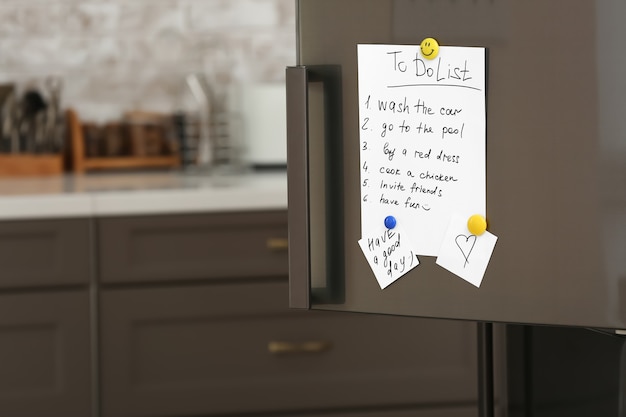 To Do List
1. wash the car
2. go to the pool
3. by a red dress
4. cook a chicken
5. invite friends
6. have fun
HAVE
a good
day:)